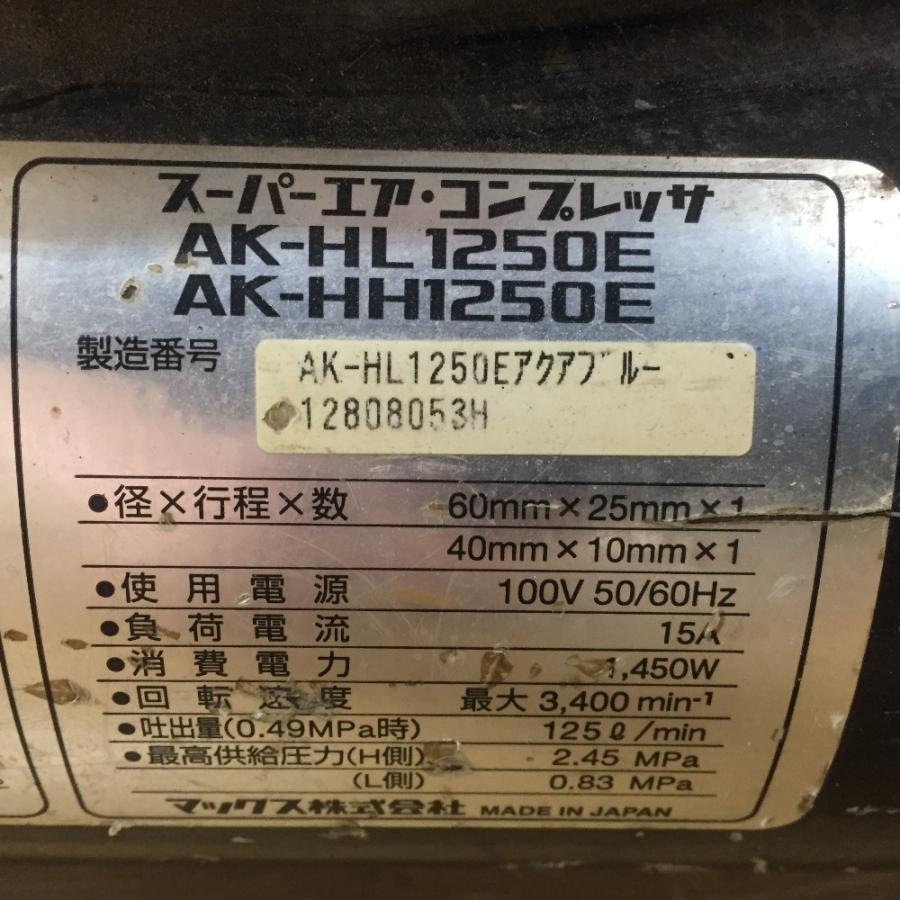 スーパーエア・コンプレッサ
AK-HL1250E
AK-HH1250E
製造番号
AK-HL1250Eアクアブルー
12808053H
●径×行程×数 60mm×25mm×1
40mm×10mm×1
●使用電源 100V 50/60Hz
●負荷電流 15A
●消費電力 1,450W
●回転速度 最大 3,400 min-¹
●吐出量(0.49MPa時) 125ℓ/min
●最高供給圧力(H側) 2.45 MPa
(L側) 0.83 MPa
マックス株式会社 MADE IN JAPAN